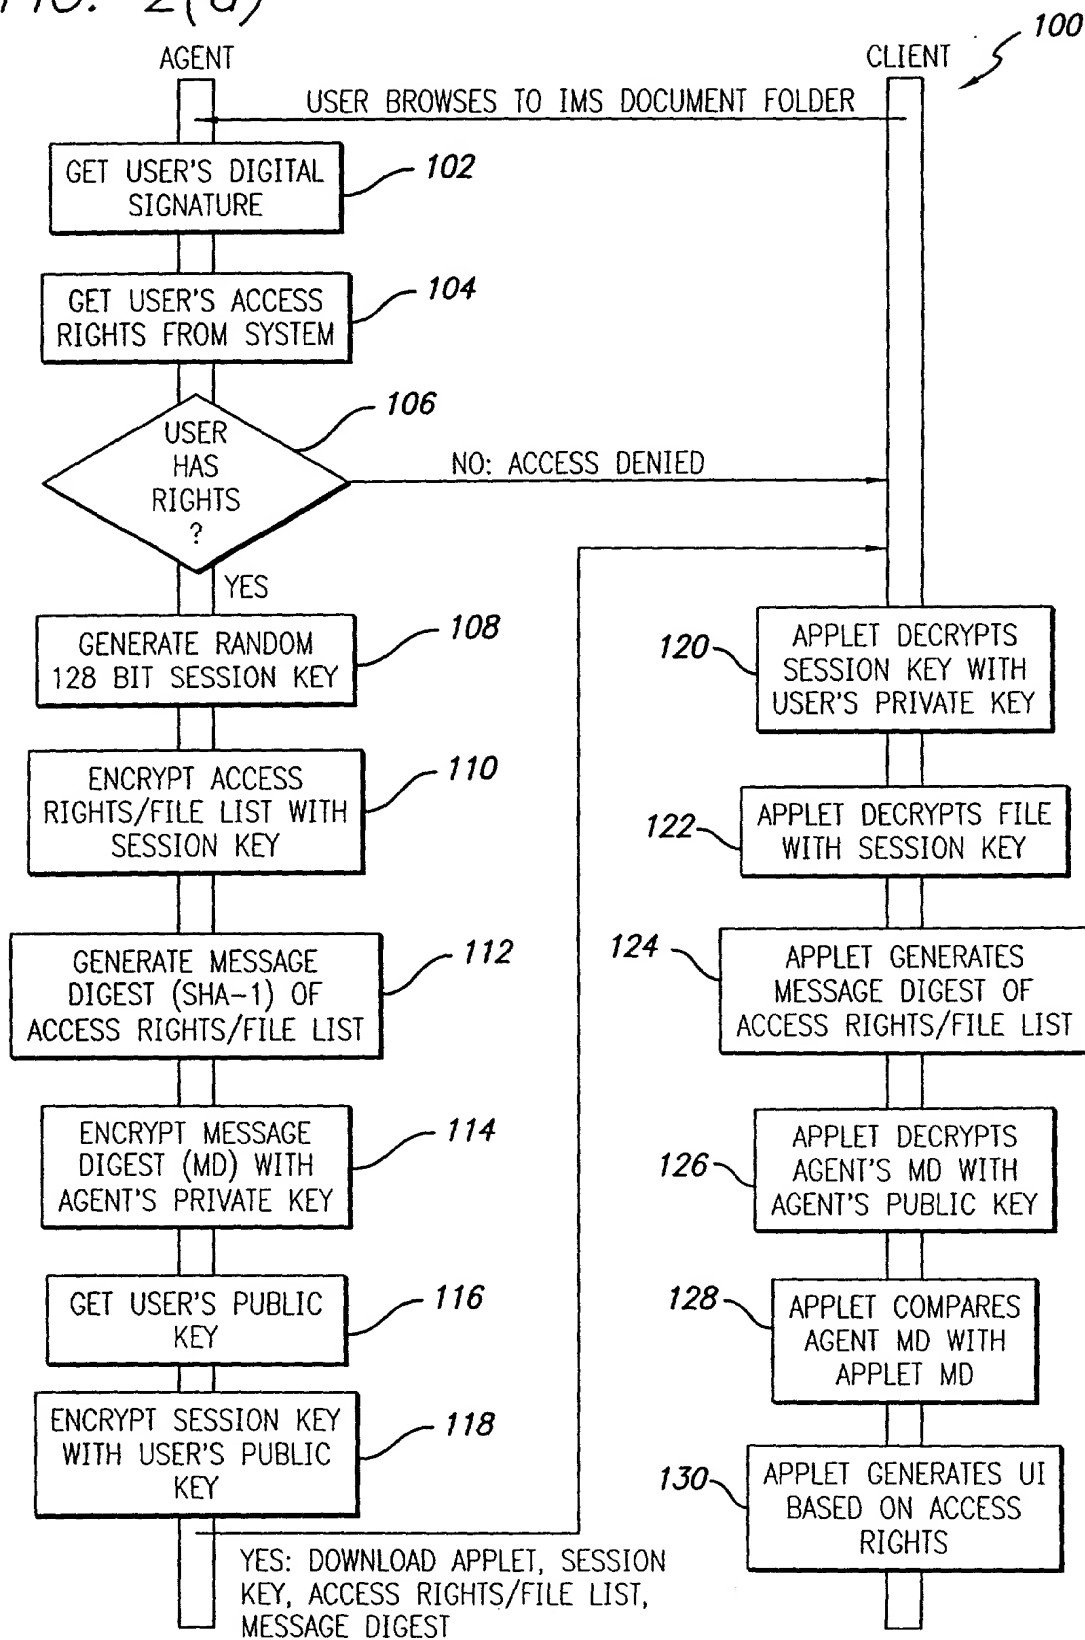 FIG. 2(a)
100
AGENT
CLIENT
USER BROWSES TO IMS DOCUMENT FOLDER
GET USER'S DIGITAL
SIGNATURE
102
GET USER'S ACCESS
RIGHTS FROM SYSTEM
104
USER
HAS
RIGHTS
?
106
NO: ACCESS DENIED
YES
GENERATE RANDOM
128 BIT SESSION KEY
108
ENCRYPT ACCESS
RIGHTS/FILE LIST WITH
SESSION KEY
110
GENERATE MESSAGE
DIGEST (SHA-1) OF
ACCESS RIGHTS/FILE LIST
112
ENCRYPT MESSAGE
DIGEST (MD) WITH
AGENT'S PRIVATE KEY
114
GET USER'S PUBLIC
KEY
116
ENCRYPT SESSION KEY
WITH USER'S PUBLIC
KEY
118
YES: DOWNLOAD APPLET, SESSION
KEY, ACCESS RIGHTS/FILE LIST,
MESSAGE DIGEST
120
APPLET DECRYPTS
SESSION KEY WITH
USER'S PRIVATE KEY
122
APPLET DECRYPTS FILE
WITH SESSION KEY
124
APPLET GENERATES
MESSAGE DIGEST OF
ACCESS RIGHTS/FILE LIST
126
APPLET DECRYPTS
AGENT'S MD WITH
AGENT'S PUBLIC KEY
128
APPLET COMPARES
AGENT MD WITH
APPLET MD
130
APPLET GENERATES UI
BASED ON ACCESS
RIGHTS